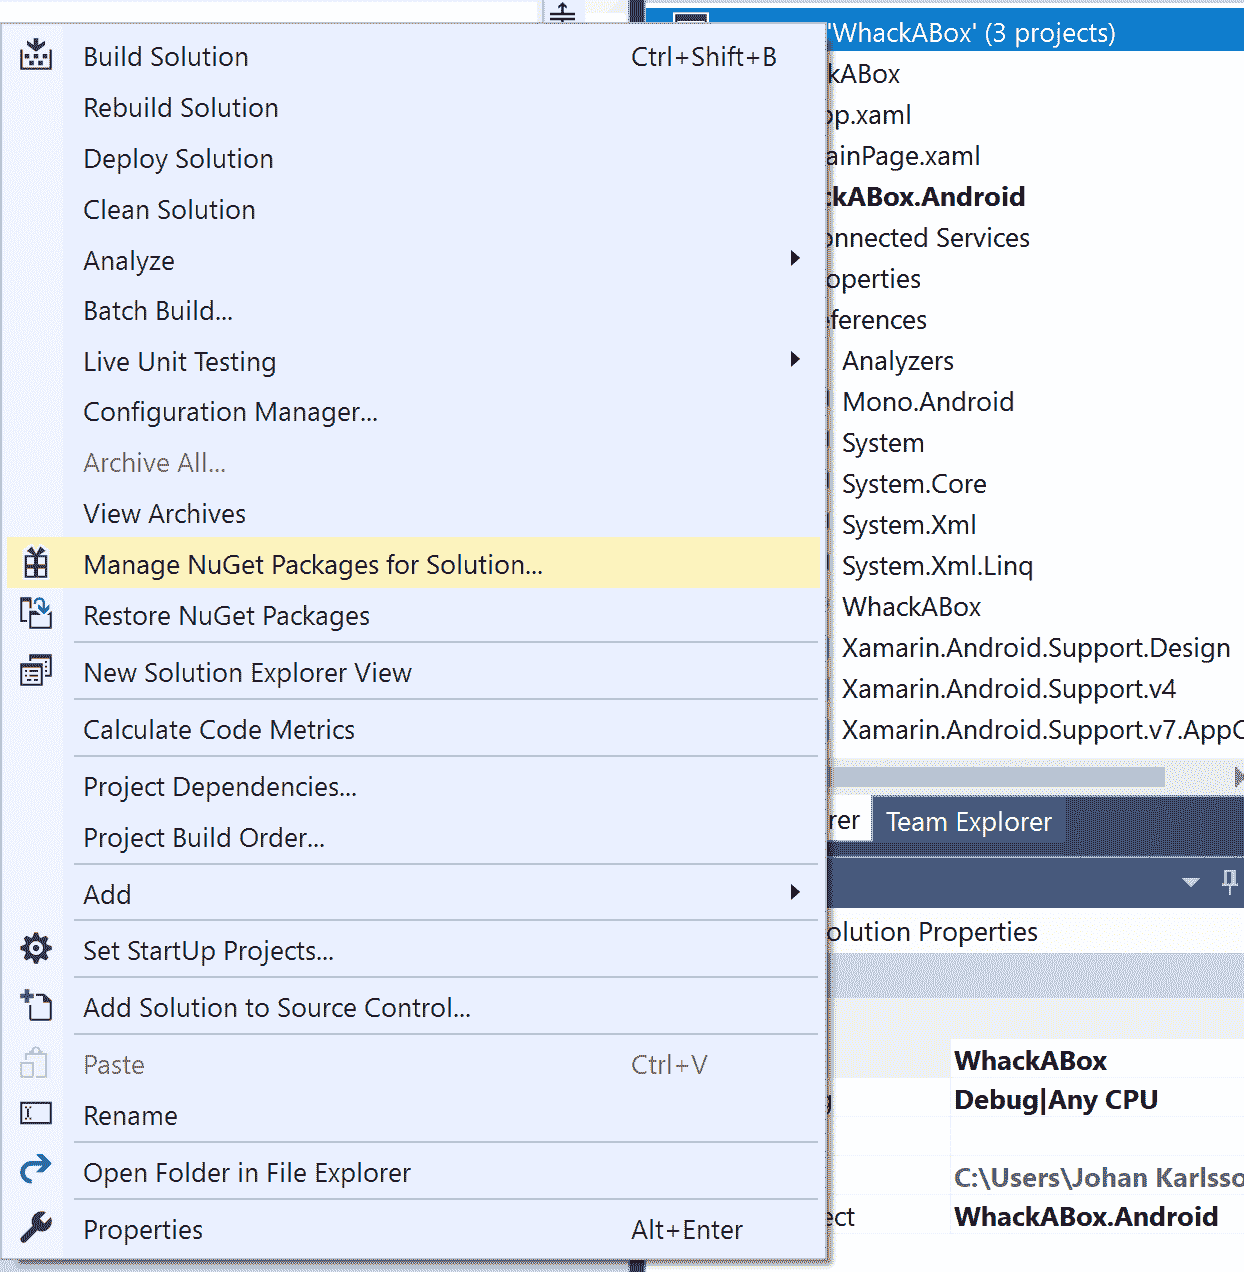 Build Solution Ctrl+Shift+B
Rebuild Solution
Deploy Solution
Clean Solution
Analyze
Batch Build...
Live Unit Testing
Configuration Manager...
Archive All...
View Archives
Manage NuGet Packages for Solution...
Restore NuGet Packages
New Solution Explorer View
Calculate Code Metrics
Project Dependencies...
Project Build Order...
Add
Set StartUp Projects...
Add Solution to Source Control...
Paste Ctrl+V
Rename
Open Folder in File Explorer
Properties Alt+Enter
'WhackABox' (3 projects)
kABox
pp.xaml
ainPage.xaml
ckABox.Android
onnected Services
operties
eferences
Analyzers
Mono.Android
System
System.Core
System.Xml
System.Xml.Linq
WhackABox
Xamarin.Android.Support.Design
Xamarin.Android.Support.v4
Xamarin.Android.Support.v7.AppC
rer Team Explorer
olution Properties
WhackABox
g Debug|Any CPU
C:\Users\Johan Karlsso
ect WhackABox.Android